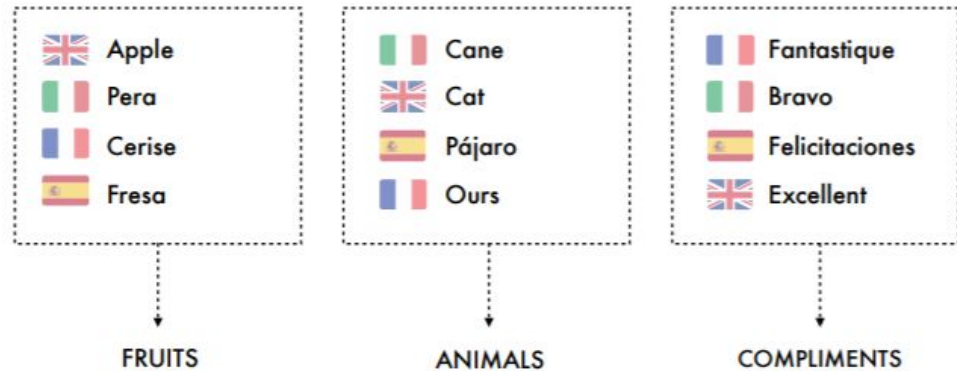 Apple
Pera
Cerise
Fresa
FRUITS
Cane
Cat
Pájaro
Ours
ANIMALS
Fantastique
Bravo
Felicitaciones
Excellent
COMPLIMENTS